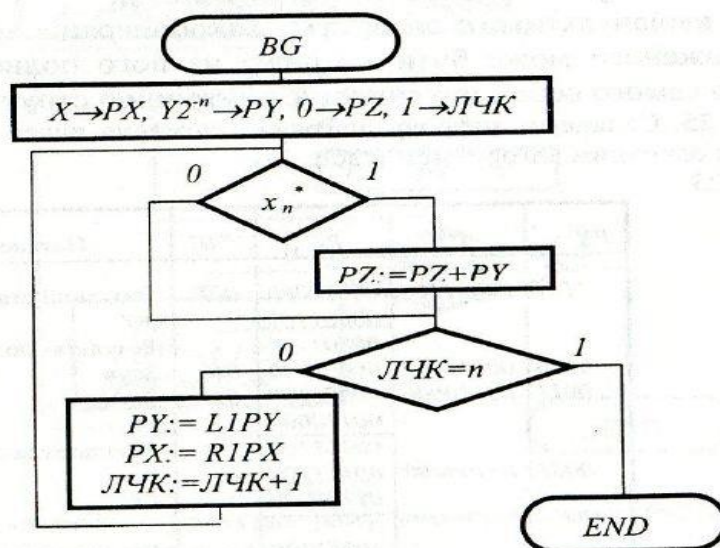 BG
X→PX, Y2⁻ⁿ→PY, 0→PZ, 1→ЛЧК
0
1
xₙ*
PZ:=PZ+PY
0
1
ЛЧК=n
PY:= L1PY
PX:= R1PX
ЛЧК:=ЛЧК+1
END